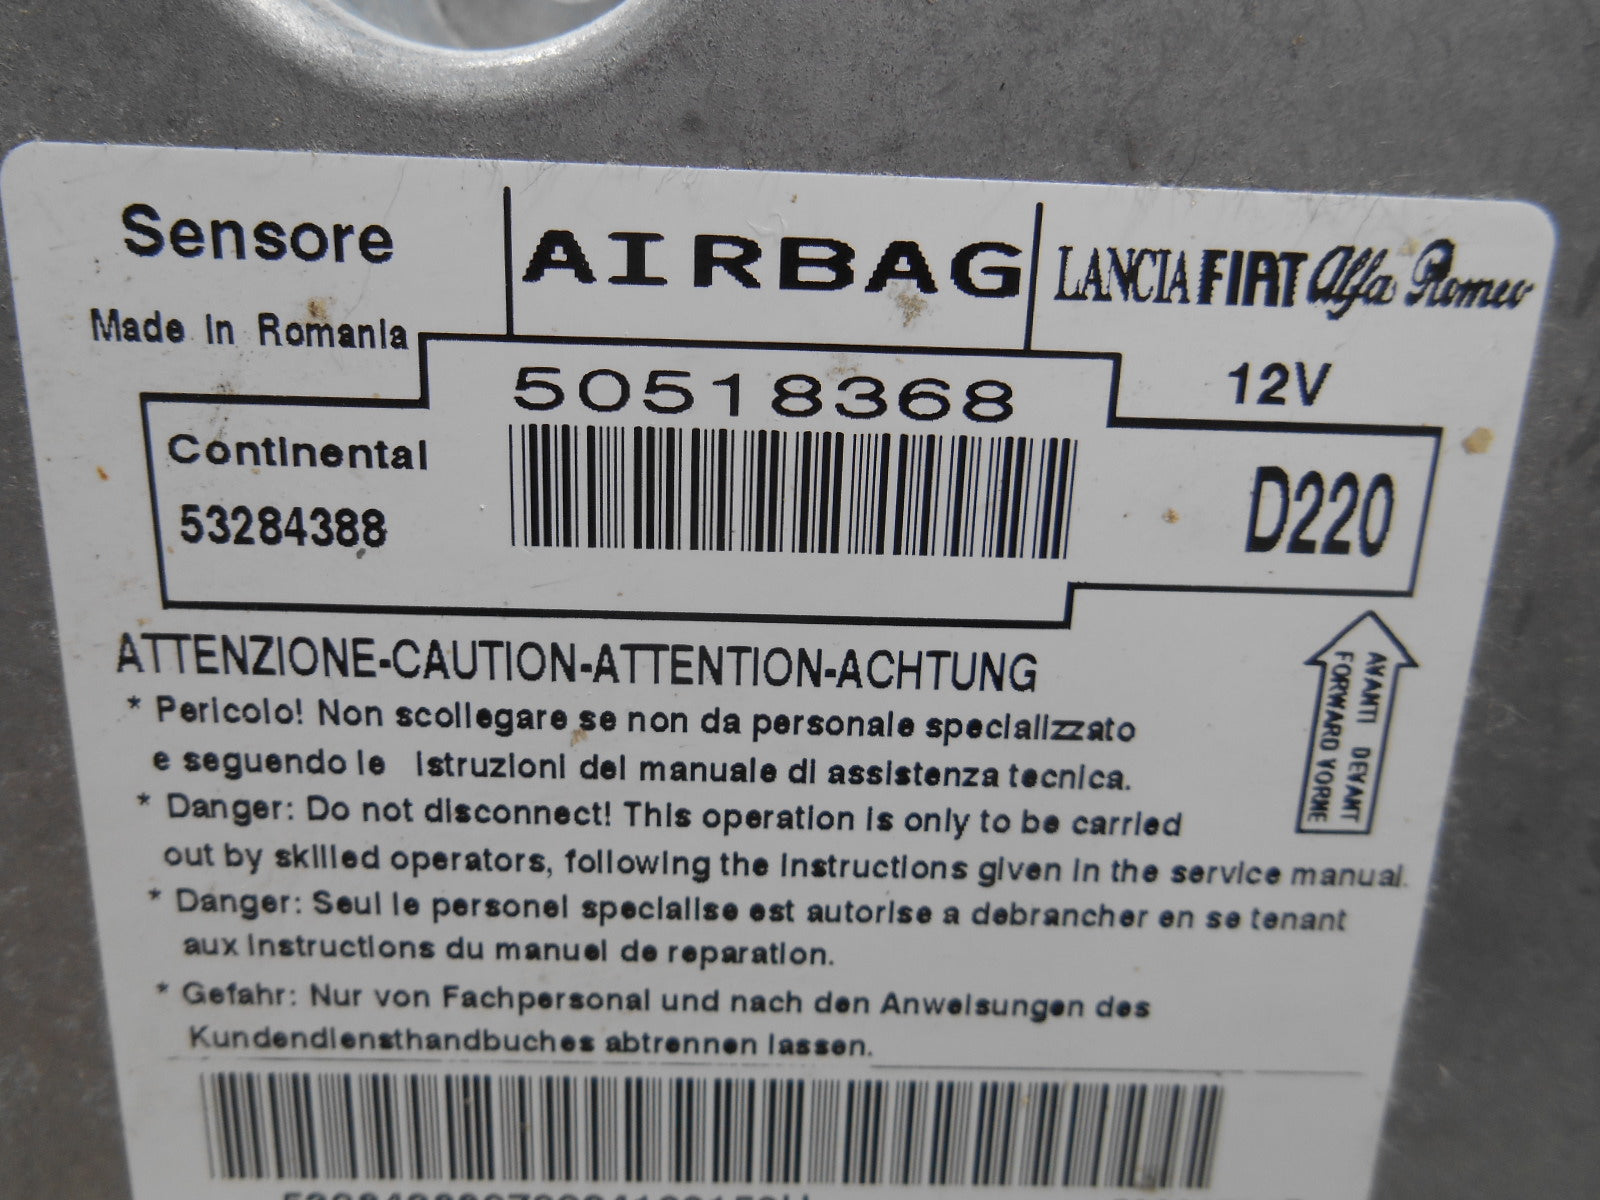 Sensore
AIRBAG
LANCIA FIAT Alfa Romeo
Made In Romania
12V
50518368
Continental
53284388
D220
ATTENZIONE-CAUTION-ATTENTION-ACHTUNG
AVANTI DEVANT
FORWARD VORNE
* Pericolo! Non scollegare se non da personale specializzato
e seguendo le istruzioni del manuale di assistenza tecnica.
* Danger: Do not disconnect! This operation is only to be carried
out by skilled operators, following the instructions given in the service manual.
* Danger: Seul le personel specialise est autorise a debrancher en se tenant
aux instructions du manuel de reparation.
* Gefahr: Nur von Fachpersonal und nach den Anweisungen des
Kundendiensthandbuches abtrennen lassen.